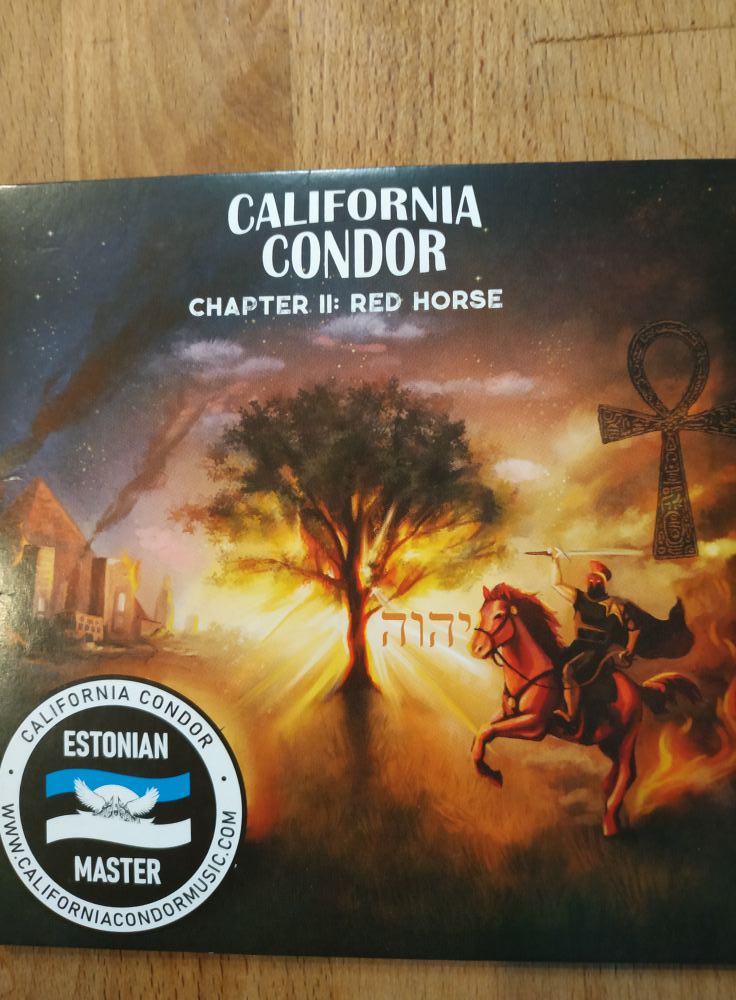 CALIFORNIA
CONDOR
CHAPTER II: RED HORSE
יהוה
CALIFORNIA CONDOR
ESTONIAN
MASTER
WWW.CALIFORNIACONDORMUSIC.COM